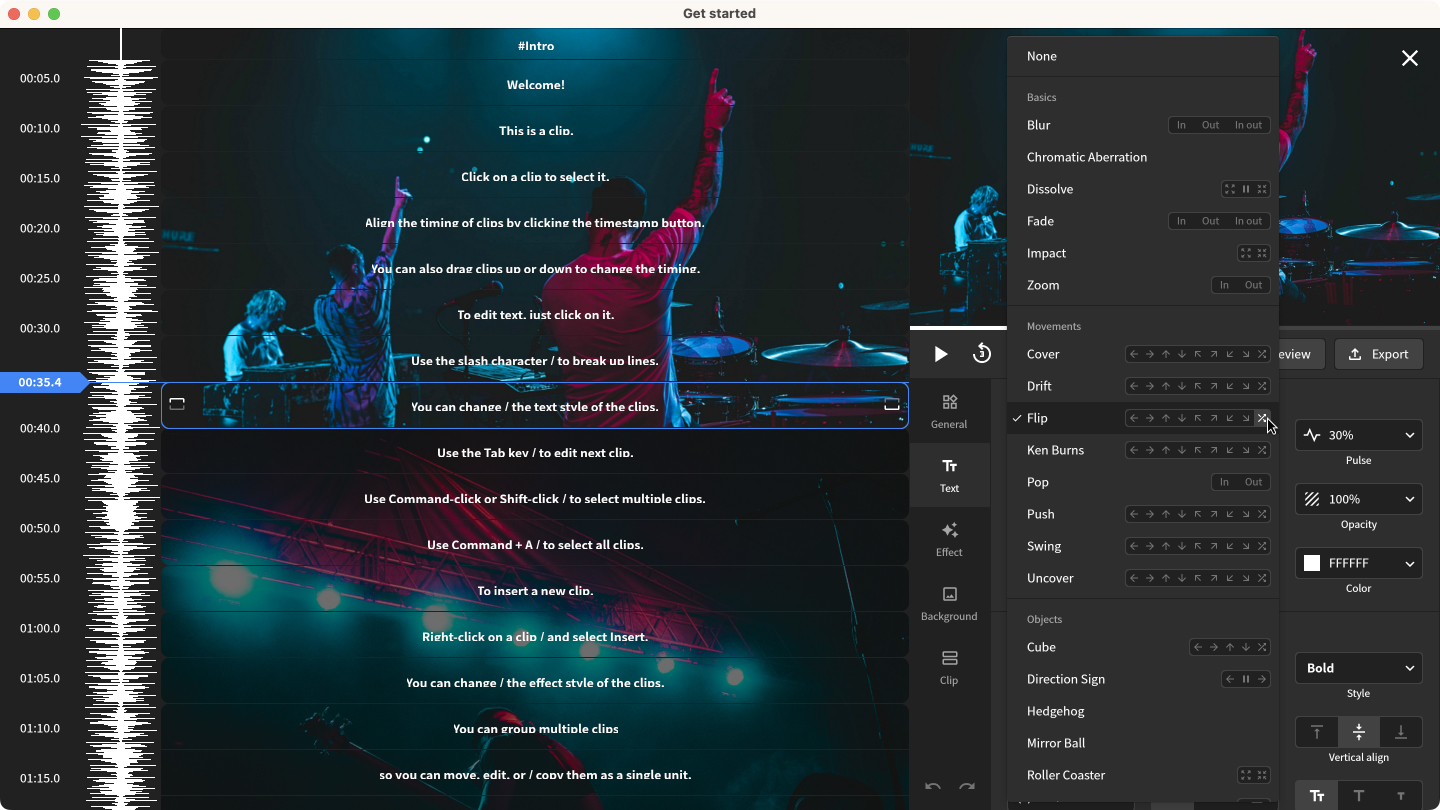 Get started
00:05.0
00:10.0
00:15.0
00:20.0
00:25.0
00:30.0
00:35.4
00:40.0
00:45.0
00:50.0
00:55.0
01:00.0
01:05.0
01:10.0
01:15.0
#Intro
Welcome!
This is a clip.
Click on a clip to select it.
Align the timing of clips by clicking the timestamp button.
You can also drag clips up or down to change the timing.
To edit text, just click on it.
Use the slash character / to break up lines.
You can change / the text style of the clips.
Use the Tab key / to edit next clip.
Use Command-click or Shift-click / to select multiple clips.
Use Command + A / to select all clips.
To insert a new clip,
Right-click on a clip / and select Insert.
You can change / the effect style of the clips.
You can group multiple clips
so you can move, edit, or / copy them as a single unit.
3
General
Text
Effect
Background
Clip
None
Basics
Blur In Out In out
Chromatic Aberration
Dissolve
Fade In Out In out
Impact
Zoom In Out
Movements
Cover
Drift
Flip
Ken Burns
Pop In Out
Push
Swing
Uncover
Objects
Cube
Direction Sign
Hedgehog
Mirror Ball
Roller Coaster
eview
Export
30%
Pulse
100%
Opacity
FFFFFF
Color
Bold
Style
Vertical align